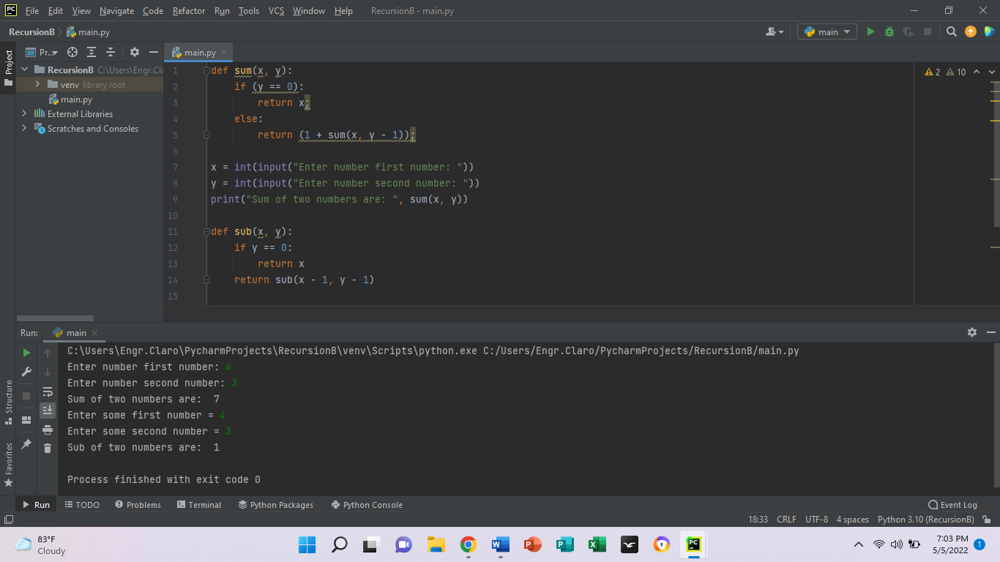 PC File Edit View Navigate Code Refactor Run Tools VCS Window Help RecursionB - main.py
RecursionB main.py main
Project
Pr... main.py
RecursionB C:\Users\Engr.Cla
venv library root
main.py
External Libraries
Scratches and Consoles
2 10
1 def sum(x, y):
2 if (y == 0):
3 return x;
4 else:
5 return (1 + sum(x, y - 1));
6
7 x = int(input("Enter number first number: "))
8 y = int(input("Enter number second number: "))
9 print("Sum of two numbers are: ", sum(x, y))
10
11 def sub(x, y):
12 if y == 0:
13 return x
14 return sub(x - 1, y - 1)
15
Run: main
C:\Users\Engr.Claro\PycharmProjects\RecursionB\venv\Scripts\python.exe C:/Users/Engr.Claro/PycharmProjects/RecursionB/main.py
Enter number first number: 4
Enter number second number: 3
Sum of two numbers are:  7
Enter some first number = 4
Enter some second number = 3
Sub of two numbers are:  1
Process finished with exit code 0
Structure
Favorites
Run TODO Problems Terminal Python Packages Python Console Event Log
18:33 CRLF UTF-8 4 spaces Python 3.10 (RecursionB)
83°F
Cloudy
W P P X PC
7:03 PM
5/5/2022 1